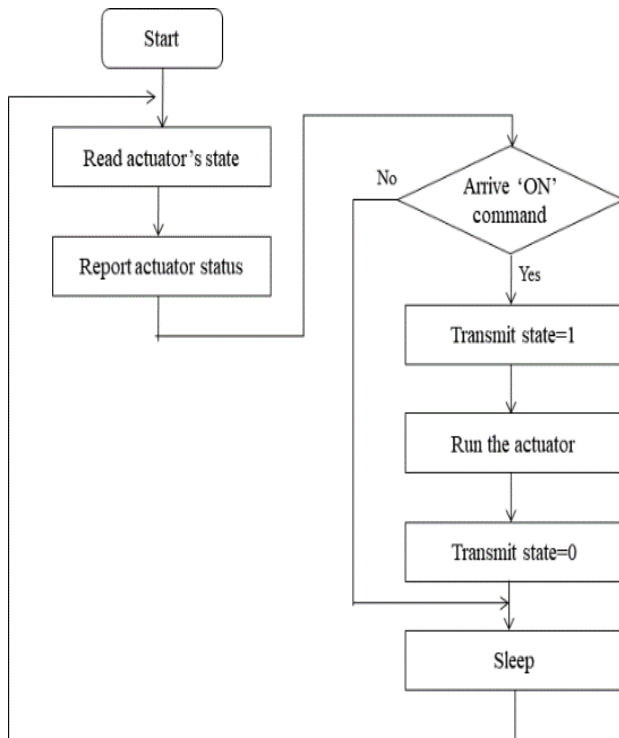 Start
Read actuator’s state
Report actuator status
Arrive ‘ON’
command
No
Yes
Transmit state=1
Run the actuator
Transmit state=0
Sleep